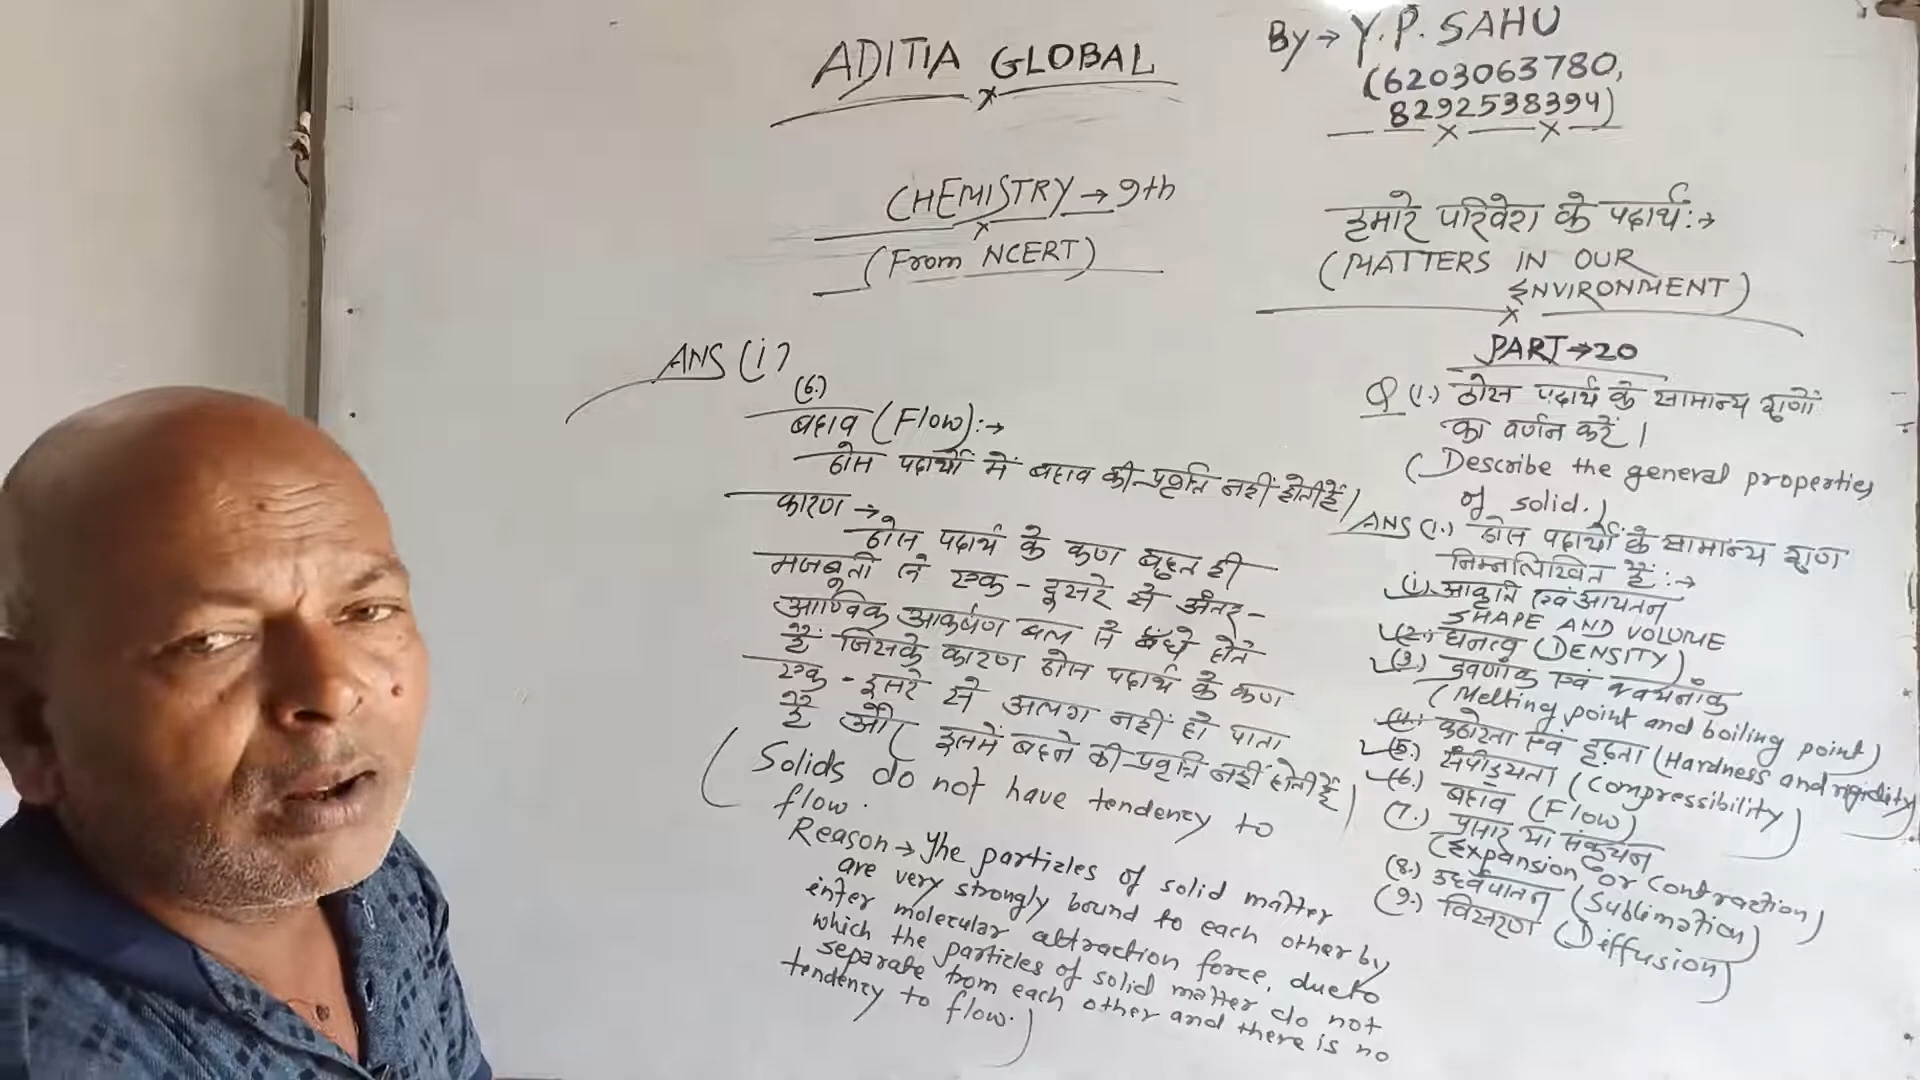 ADITIA GLOBAL
CHEMISTRY → 9th
(From NCERT)
By → Y.P. SAHU
(6203063780,
8292538394)
हमारे परिवेश के पदार्थ:→
(MATTERS IN OUR
ENVIRONMENT)
PART → 20
Q (1.) ठोस पदार्थ के सामान्य गुणों
का वर्णन करें।
(Describe the general properties
of solid.)
ANS (1.) ठोस पदार्थों के सामान्य गुण
निम्नलिखित हैं:→
(i) आकृति एवं आयतन
SHAPE AND VOLUME
(2.) घनत्व (DENSITY)
(3.) द्रवणांक एवं क्वथनांक
(Melting point and boiling point)
(4.) कठोरता एवं दृढ़ता (Hardness and rigidity)
(5.) संपीड्यता (Compressibility)
(6.) बहाव (Flow)
(7.) प्रसार या संकुचन
(Expansion or contraction)
(8.) उर्ध्वपातन (Sublimation)
(9.) विसरण (Diffusion)
ANS (i)
(6.)
बहाव (Flow):→
ठोस पदार्थों में बहाव की प्रवृत्ति नहीं होती है।
कारण →
ठोस पदार्थ के कण बहुत ही
मजबूती से एक-दूसरे से अंतर-
आण्विक आकर्षण बल से बंधे होते
हैं जिसके कारण ठोस पदार्थ के कण
एक-दूसरे से अलग नहीं हो पाता
है और इसमें बहने की प्रवृत्ति नहीं होती है।
(Solids do not have tendency to
flow.
Reason → The particles of solid matter
are very strongly bound to each other by
inter molecular attraction force, due to
which the particles of solid matter do not
separate from each other and there is no
tendency to flow.)